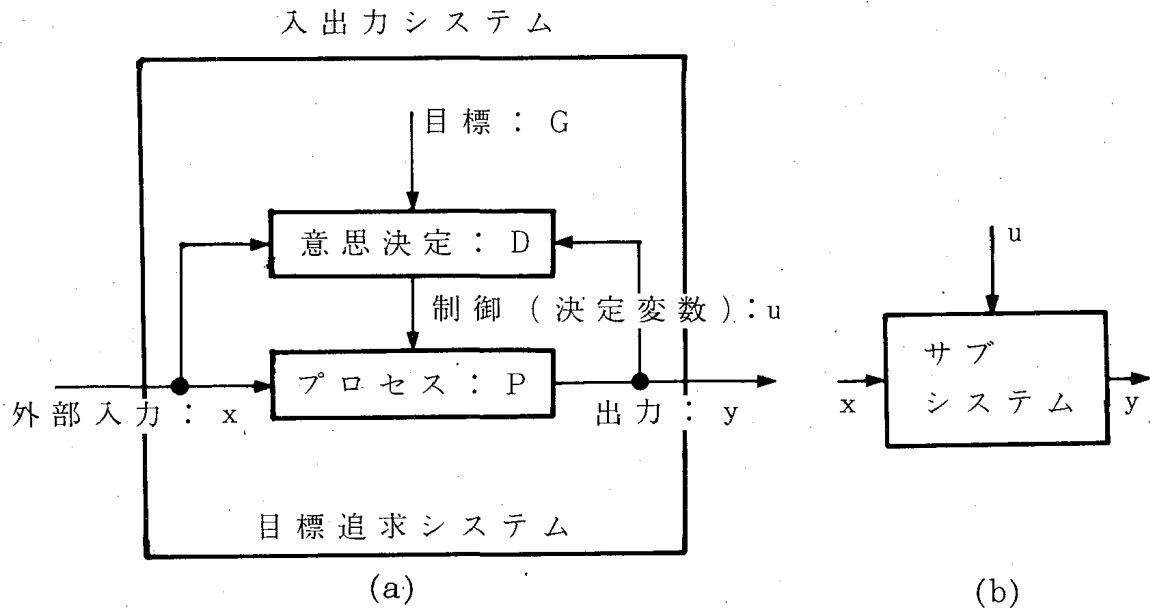 入出力システム
目標：G
意思決定：D
制御（決定変数）：u
プロセス：P
外部入力：x
出力：y
目標追求システム
(a)
u
サブ
システム
x
y
(b)